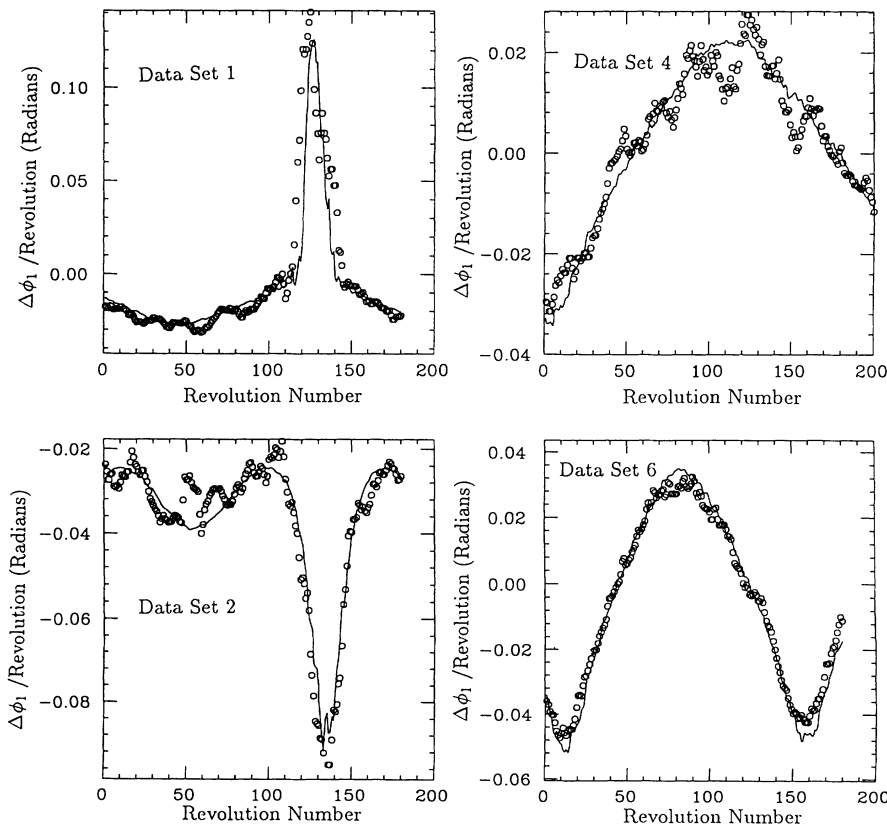 Data Set 1
Δϕ₁ /Revolution (Radians)
0.10
0.05
0.00
0 50 100 150 200
Revolution Number
Data Set 4
Δϕ₁ /Revolution (Radians)
0.02
0.00
−0.02
−0.04
0 50 100 150 200
Revolution Number
Data Set 2
Δϕ₁ /Revolution (Radians)
−0.02
−0.04
−0.06
−0.08
0 50 100 150 200
Revolution Number
Data Set 6
Δϕ₁ /Revolution (Radians)
0.04
0.02
0.00
−0.02
−0.04
−0.06
0 50 100 150 200
Revolution Number